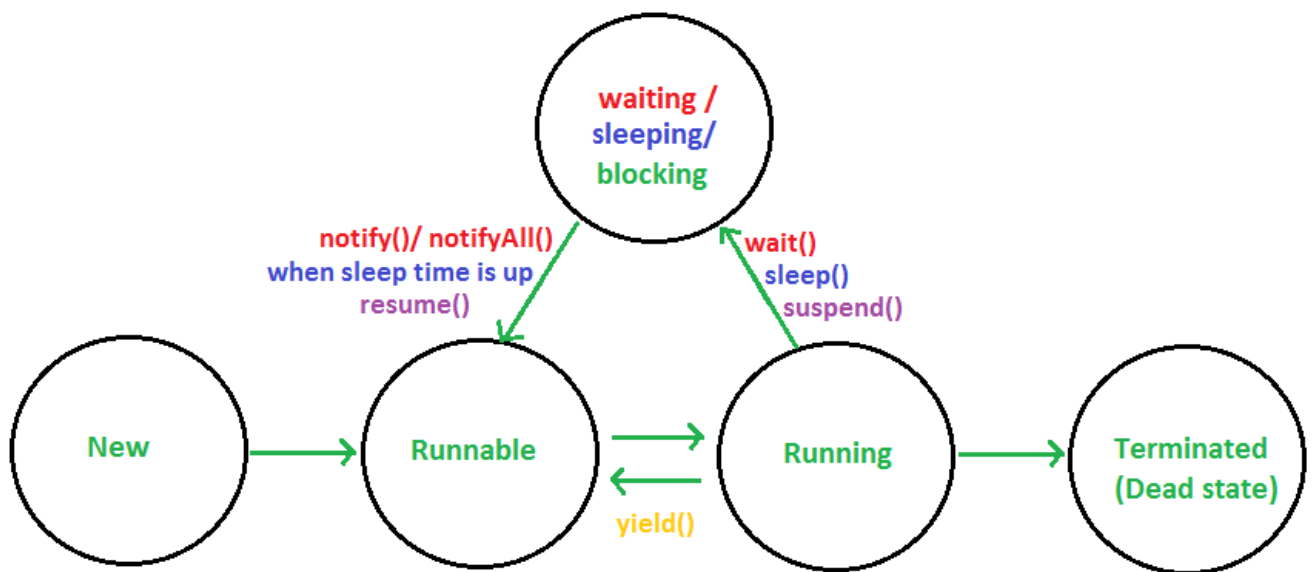 waiting /
sleeping/
blocking
notify()/ notifyAll()
when sleep time is up
resume()
wait()
sleep()
suspend()
New
Runnable
Running
Terminated
(Dead state)
yield()